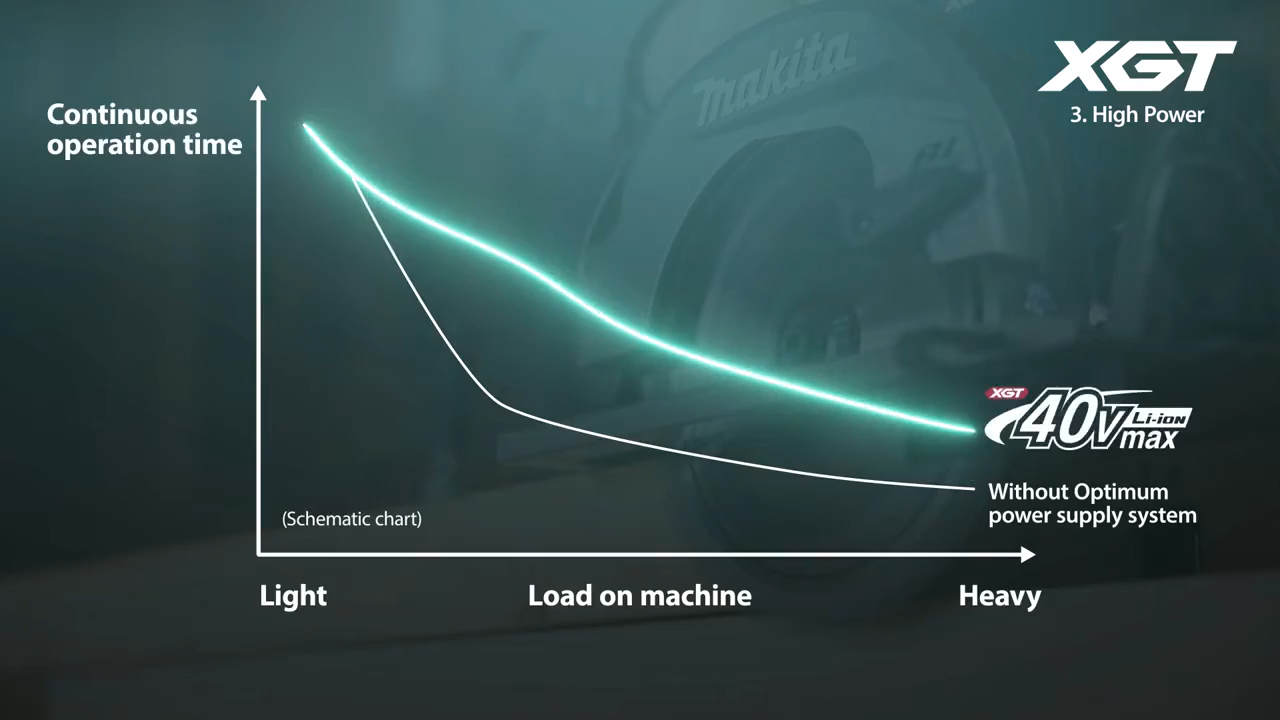 Makita
XGT
3. High Power
Continuous
operation time
XGT
40v Li-ion
max
Without Optimum
power supply system
(Schematic chart)
Light
Load on machine
Heavy